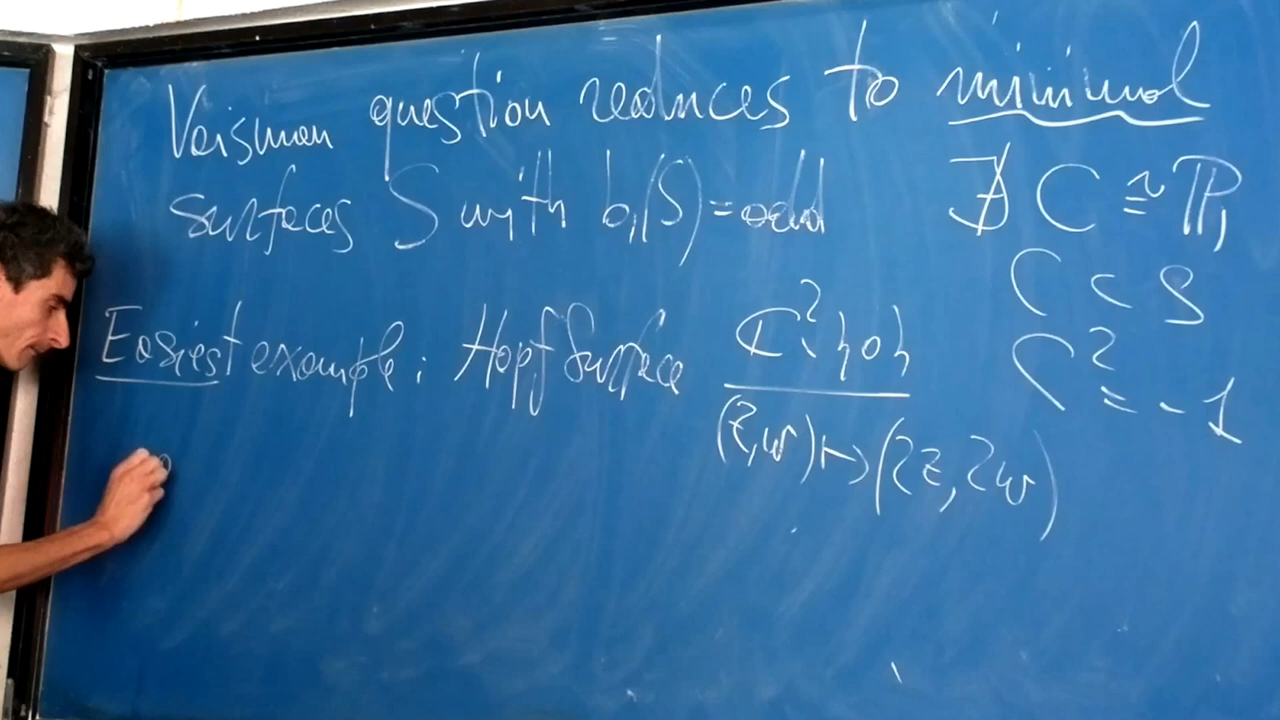 Vaisman question reduces to minimal
surfaces S with b₁(S) = odd
∄ C ≅ ℙ₁
C ⊂ S
C² = -1
Easiest example: Hopf Surface ℂ²∖{0}
(z,w) ↦ (2z, 2w)